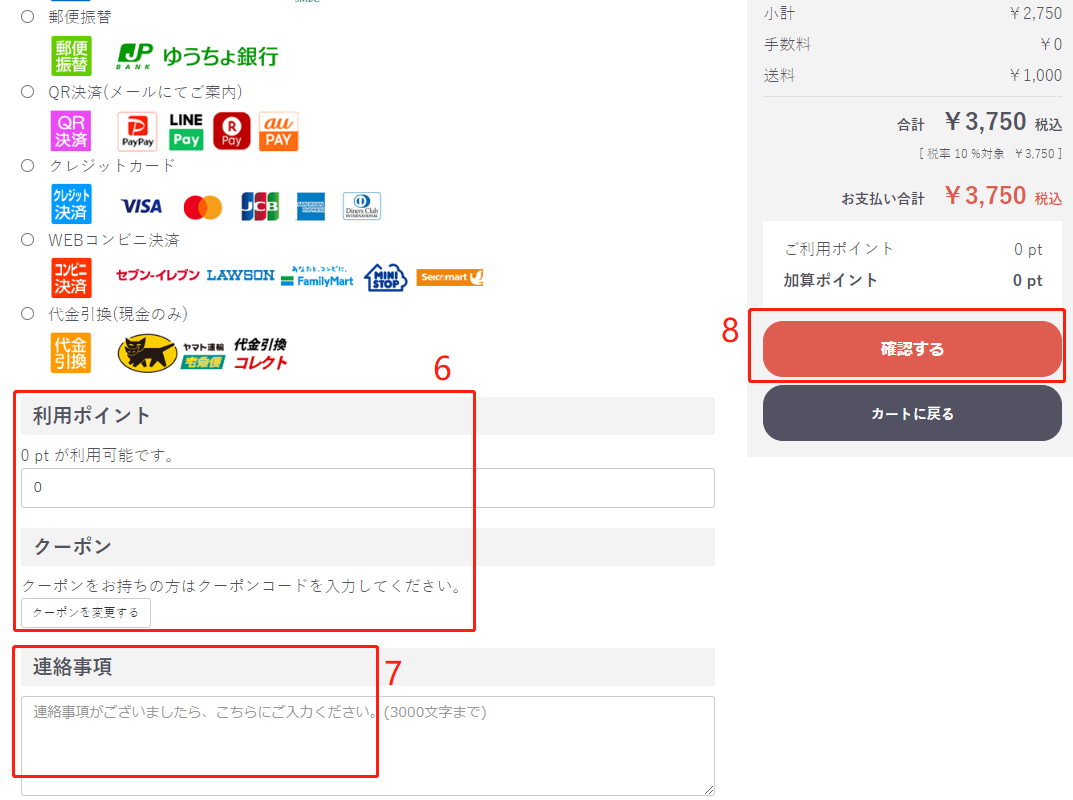 郵便振替
郵便
振替
JP
BANK
ゆうちょ銀行
QR決済(メールにてご案内)
QR
決済
PayPay
LINE
Pay
R
Pay
au
PAY
クレジットカード
クレジット
決済
VISA
JCB
AMERICAN
EXPRESS
Diners Club
INTERNATIONAL
WEBコンビニ決済
コンビニ
決済
セブン-イレブン
LAWSON
あなたと、コンビに、
FamilyMart
MINI
STOP
Seicomart
代金引換(現金のみ)
代金
引換
ヤマト運輸
宅急便
代金引換
コレクト
6
利用ポイント
0 pt が利用可能です。
0
クーポン
クーポンをお持ちの方はクーポンコードを入力してください。
クーポンを変更する
連絡事項
7
連絡事項がございましたら、こちらにご入力ください。(3000文字まで)
小計 ￥2,750
手数料 ￥0
送料 ￥1,000
合計 ￥3,750 税込
[ 税率 10 %対象 ￥3,750 ]
お支払い合計 ￥3,750 税込
ご利用ポイント 0 pt
加算ポイント 0 pt
8
確認する
カートに戻る